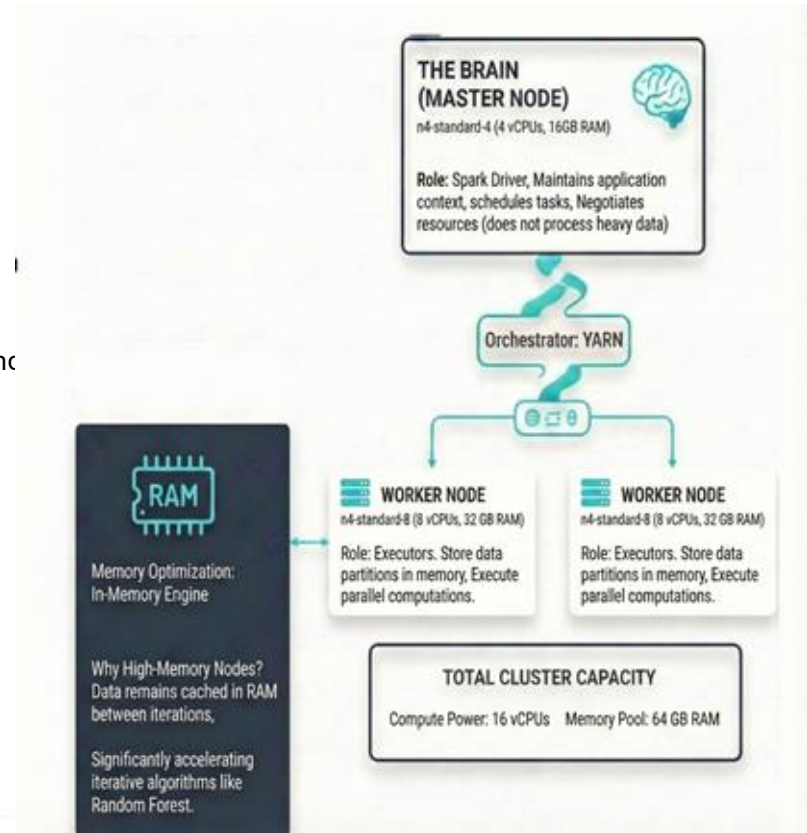 THE BRAIN
(MASTER NODE)
n4-standard-4 (4 vCPUs, 16GB RAM)
Role: Spark Driver, Maintains application
context, schedules tasks, Negotiates
resources (does not process heavy data)
Orchestrator: YARN
RAM
Memory Optimization:
In-Memory Engine
Why High-Memory Nodes?
Data remains cached in RAM
between iterations,
Significantly accelerating
iterative algorithms like
Random Forest.
WORKER NODE
n4-standard-8 (8 vCPUs, 32 GB RAM)
Role: Executors. Store data
partitions in memory, Execute
parallel computations.
WORKER NODE
n4-standard-8 (8 vCPUs, 32 GB RAM)
Role: Executors. Store data
partitions in memory, Execute
parallel computations.
TOTAL CLUSTER CAPACITY
Compute Power: 16 vCPUs Memory Pool: 64 GB RAM